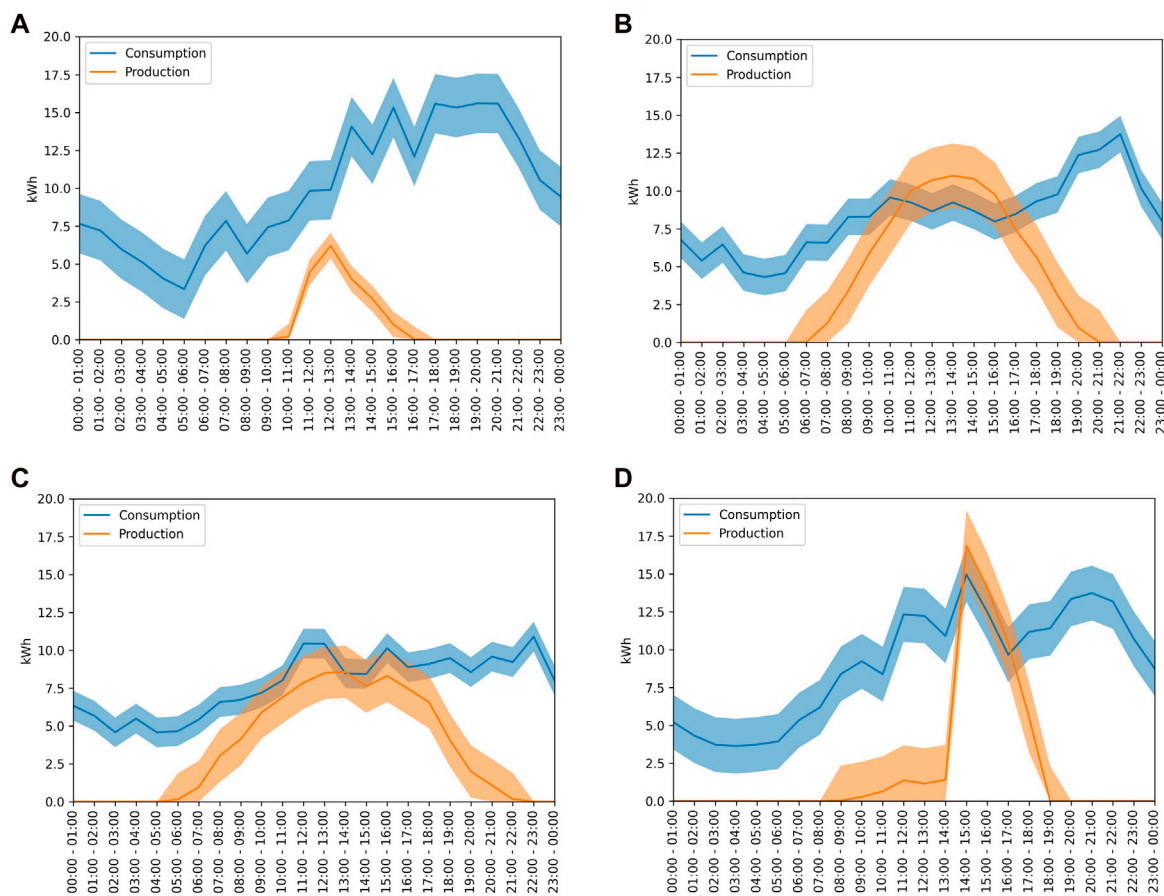 A
20.0
17.5
15.0
12.5
10.0
7.5
5.0
2.5
0.0
kWh
Consumption
Production
00:00 - 01:00
01:00 - 02:00
02:00 - 03:00
03:00 - 04:00
04:00 - 05:00
05:00 - 06:00
06:00 - 07:00
07:00 - 08:00
08:00 - 09:00
09:00 - 10:00
10:00 - 11:00
11:00 - 12:00
12:00 - 13:00
13:00 - 14:00
14:00 - 15:00
15:00 - 16:00
16:00 - 17:00
17:00 - 18:00
18:00 - 19:00
19:00 - 20:00
20:00 - 21:00
21:00 - 22:00
22:00 - 23:00
23:00 - 00:00
B
20.0
17.5
15.0
12.5
10.0
7.5
5.0
2.5
0.0
kWh
Consumption
Production
00:00 - 01:00
01:00 - 02:00
02:00 - 03:00
03:00 - 04:00
04:00 - 05:00
05:00 - 06:00
06:00 - 07:00
07:00 - 08:00
08:00 - 09:00
09:00 - 10:00
10:00 - 11:00
11:00 - 12:00
12:00 - 13:00
13:00 - 14:00
14:00 - 15:00
15:00 - 16:00
16:00 - 17:00
17:00 - 18:00
18:00 - 19:00
19:00 - 20:00
20:00 - 21:00
21:00 - 22:00
22:00 - 23:00
23:00 - 00:00
C
20.0
17.5
15.0
12.5
10.0
7.5
5.0
2.5
0.0
kWh
Consumption
Production
00:00 - 01:00
01:00 - 02:00
02:00 - 03:00
03:00 - 04:00
04:00 - 05:00
05:00 - 06:00
06:00 - 07:00
07:00 - 08:00
08:00 - 09:00
09:00 - 10:00
10:00 - 11:00
11:00 - 12:00
12:00 - 13:00
13:00 - 14:00
14:00 - 15:00
15:00 - 16:00
16:00 - 17:00
17:00 - 18:00
18:00 - 19:00
19:00 - 20:00
20:00 - 21:00
21:00 - 22:00
22:00 - 23:00
23:00 - 00:00
D
20.0
17.5
15.0
12.5
10.0
7.5
5.0
2.5
0.0
kWh
Consumption
Production
00:00 - 01:00
01:00 - 02:00
02:00 - 03:00
03:00 - 04:00
04:00 - 05:00
05:00 - 06:00
06:00 - 07:00
07:00 - 08:00
08:00 - 09:00
09:00 - 10:00
10:00 - 11:00
11:00 - 12:00
12:00 - 13:00
13:00 - 14:00
14:00 - 15:00
15:00 - 16:00
16:00 - 17:00
17:00 - 18:00
18:00 - 19:00
19:00 - 20:00
20:00 - 21:00
21:00 - 22:00
22:00 - 23:00
23:00 - 00:00